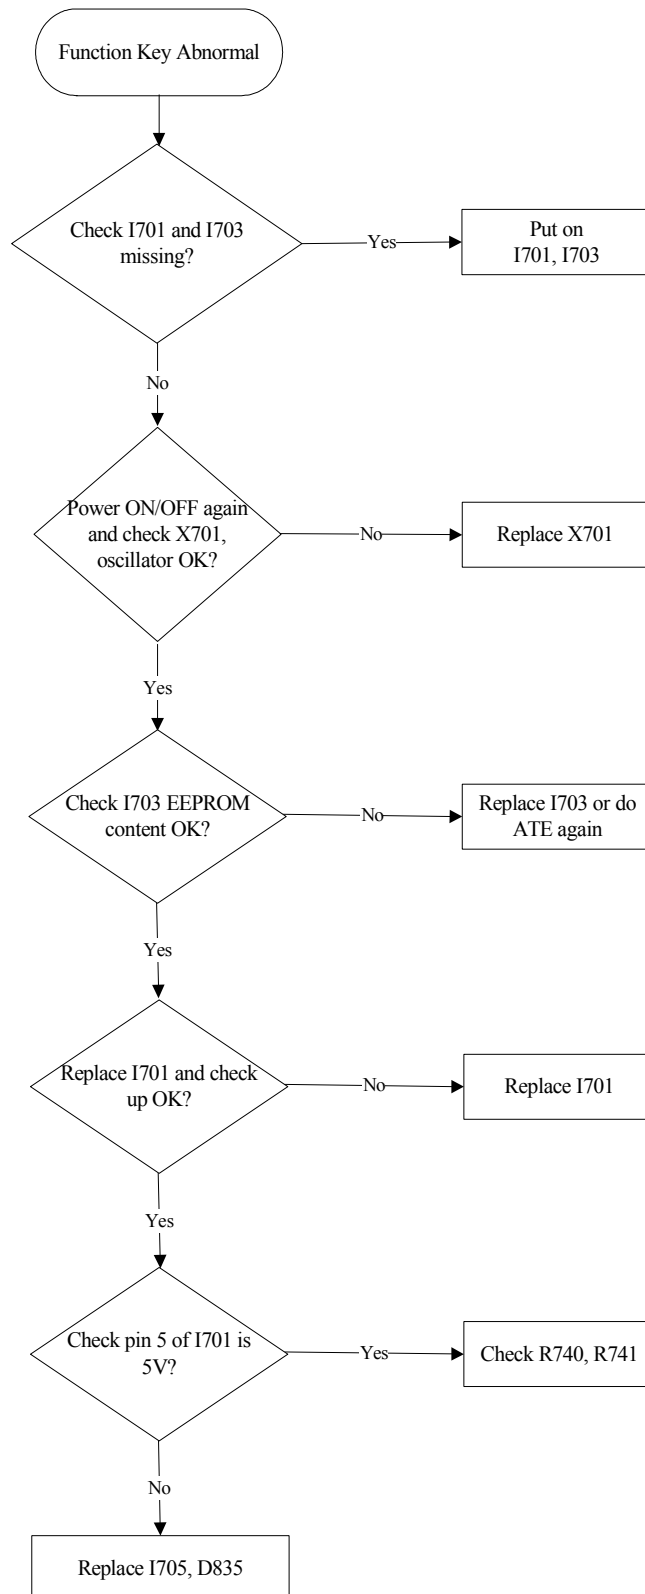 Function Key Abnormal
Check I701 and I703
missing?
Yes
Put on
I701, I703
No
Power ON/OFF again
and check X701,
oscillator OK?
No
Replace X701
Yes
Check I703 EEPROM
content OK?
No
Replace I703 or do
ATE again
Yes
Replace I701 and check
up OK?
No
Replace I701
Yes
Check pin 5 of I701 is
5V?
Yes
Check R740, R741
No
Replace I705, D835